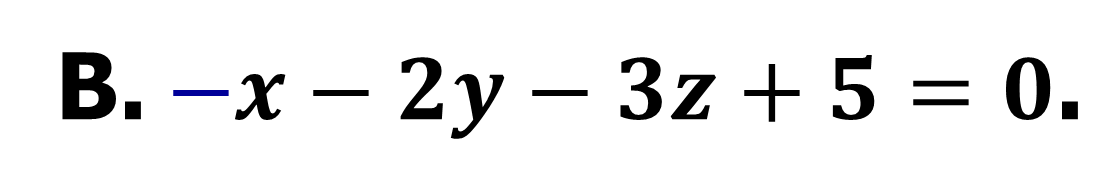 B. −x − 2y − 3z + 5 = 0.